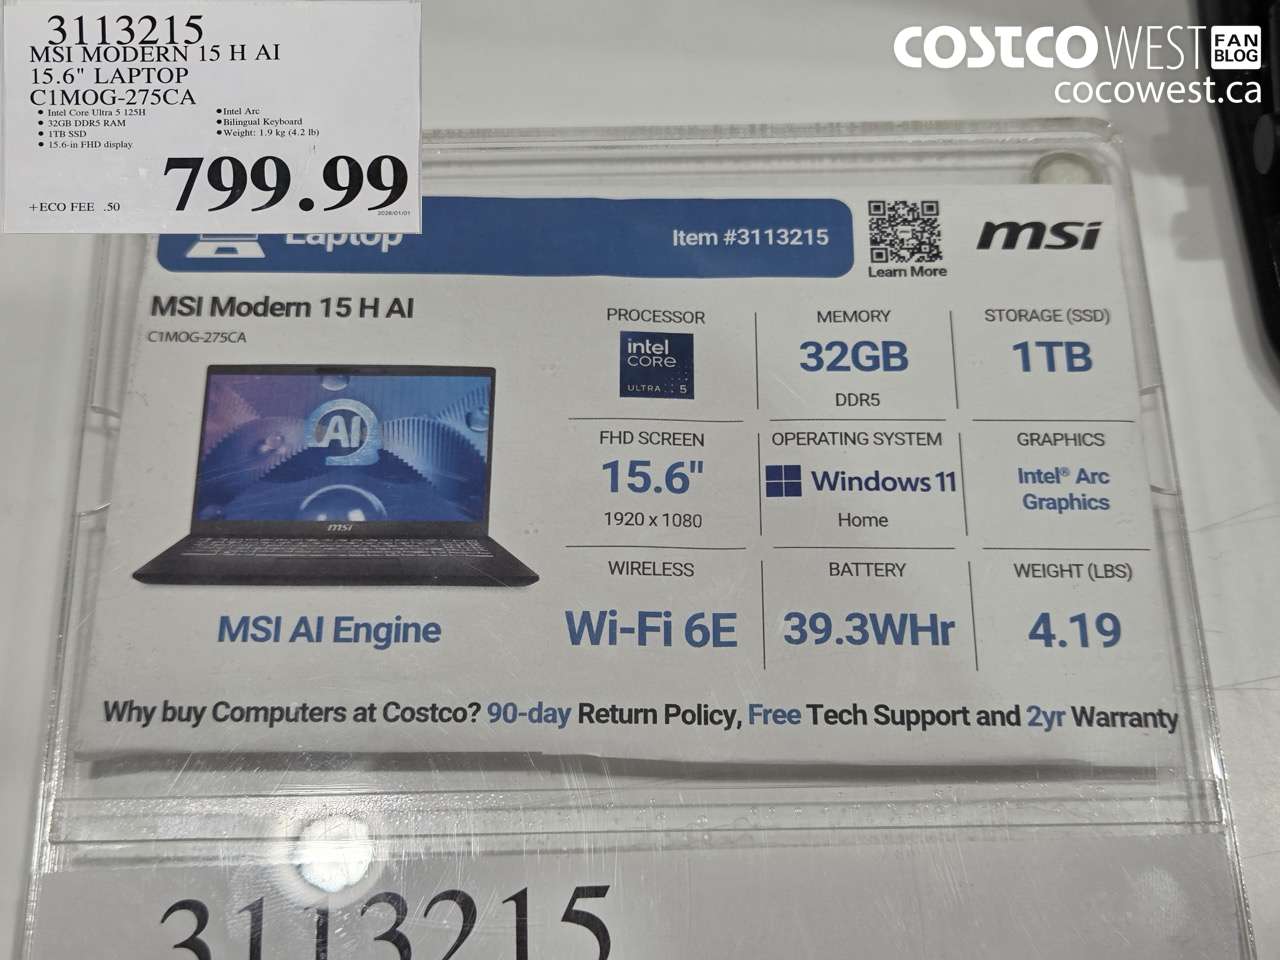 3113215
MSI MODERN 15 H AI
15.6" LAPTOP
C1MOG-275CA
• Intel Core Ultra 5 125H
• 32GB DDR5 RAM
• 1TB SSD
• 15.6-in FHD display
• Intel Arc
• Bilingual Keyboard
• Weight: 1.9 kg (4.2 lb)
799.99
+ECO FEE .50
2026/01/01
COSTCO WEST FAN BLOG
cocowest.ca
Laptop
Item #3113215
Learn More
msi
MSI Modern 15 H AI
C1MOG-275CA
AI
msi
MSI AI Engine
PROCESSOR
intel
CORE
ULTRA 5
MEMORY
32GB
DDR5
STORAGE (SSD)
1TB
FHD SCREEN
15.6"
1920 x 1080
OPERATING SYSTEM
Windows 11
Home
GRAPHICS
Intel® Arc
Graphics
WIRELESS
Wi-Fi 6E
BATTERY
39.3WHr
WEIGHT (LBS)
4.19
Why buy Computers at Costco? 90-day Return Policy, Free Tech Support and 2yr Warranty
3113215